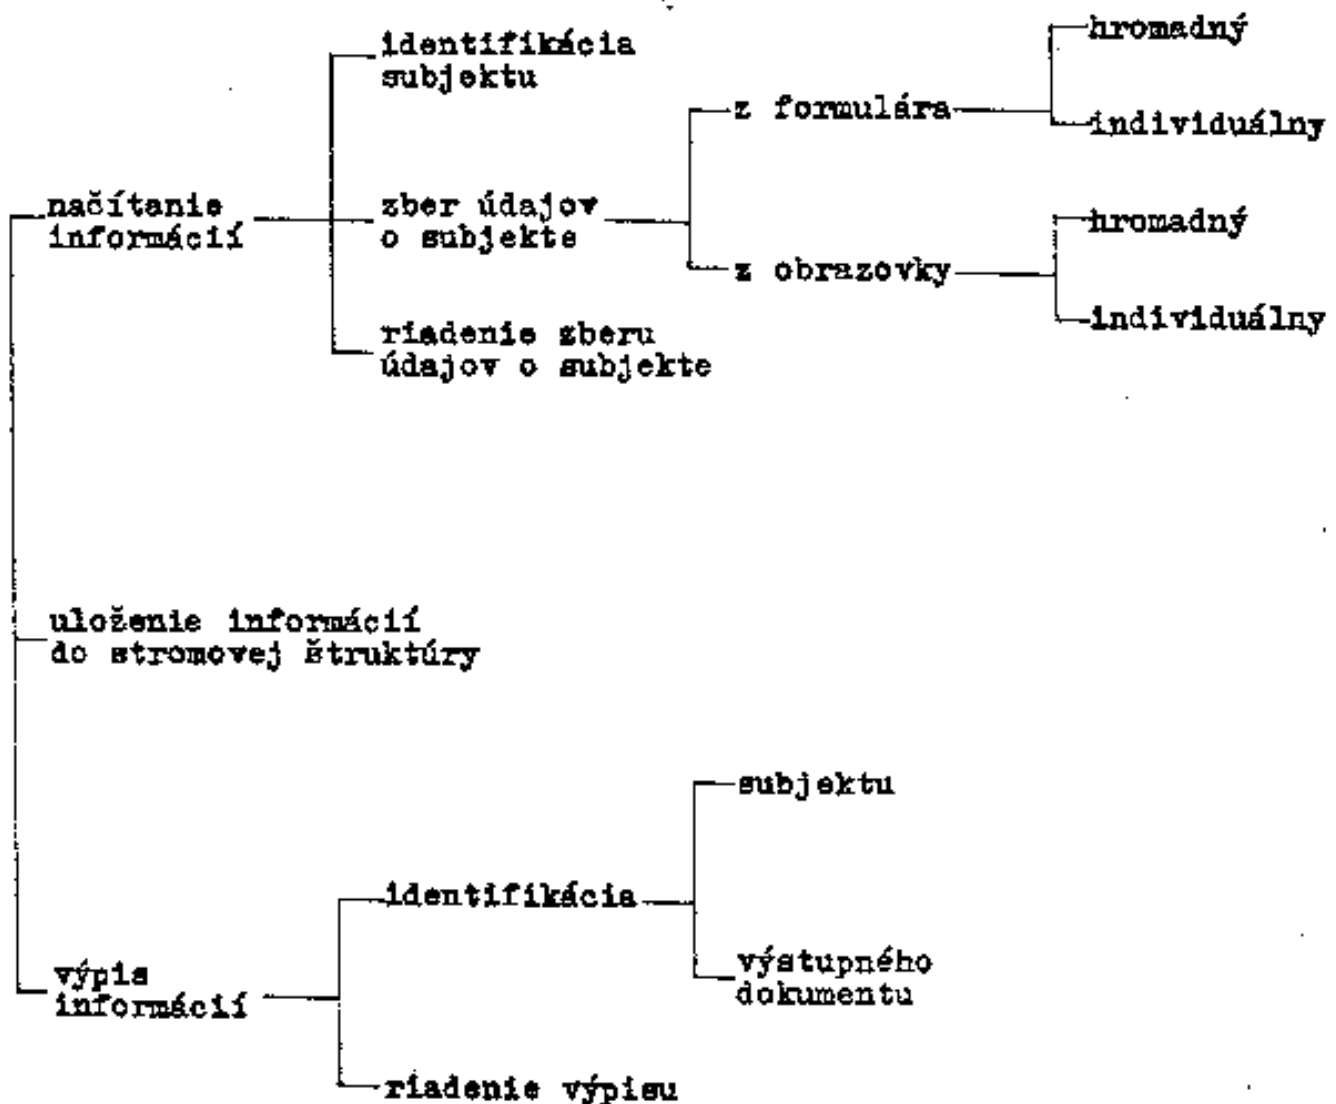 identifikácia
subjektu
načítanie
informácií
zber údajov
o subjekte
z formulára
hromadný
individuálny
z obrazovky
hromadný
individuálny
riadenie zberu
údajov o subjekte
uloženie informácií
do stromovej štruktúry
výpis
informácií
identifikácia
subjektu
výstupného
dokumentu
riadenie výpisu